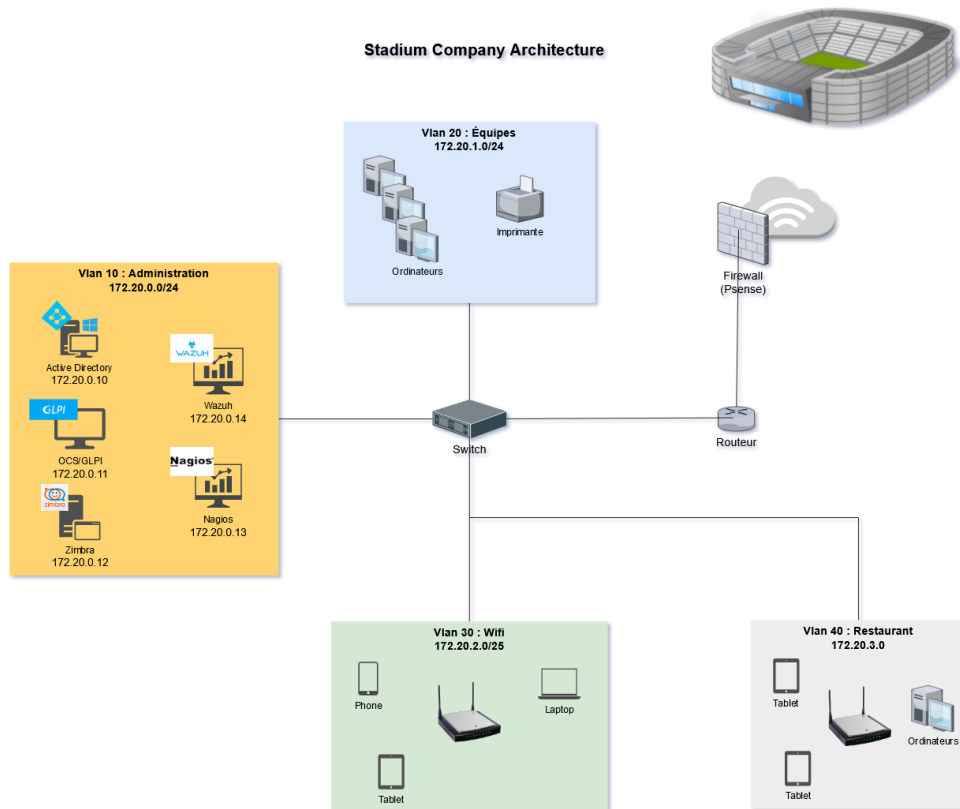 Stadium Company Architecture
Vlan 20 : Équipes
172.20.1.0/24
Ordinateurs
Imprimante
Firewall
(Psense)
Vlan 10 : Administration
172.20.0.0/24
Active Directory
172.20.0.10
WAZUH
Wazuh
172.20.0.14
GLPI
OCS/GLPI
172.20.0.11
Nagios
Nagios
172.20.0.13
zimbra
Zimbra
172.20.0.12
Switch
Routeur
Vlan 30 : Wifi
172.20.2.0/25
Phone
Laptop
Tablet
Vlan 40 : Restaurant
172.20.3.0
Tablet
Ordinateurs
Tablet